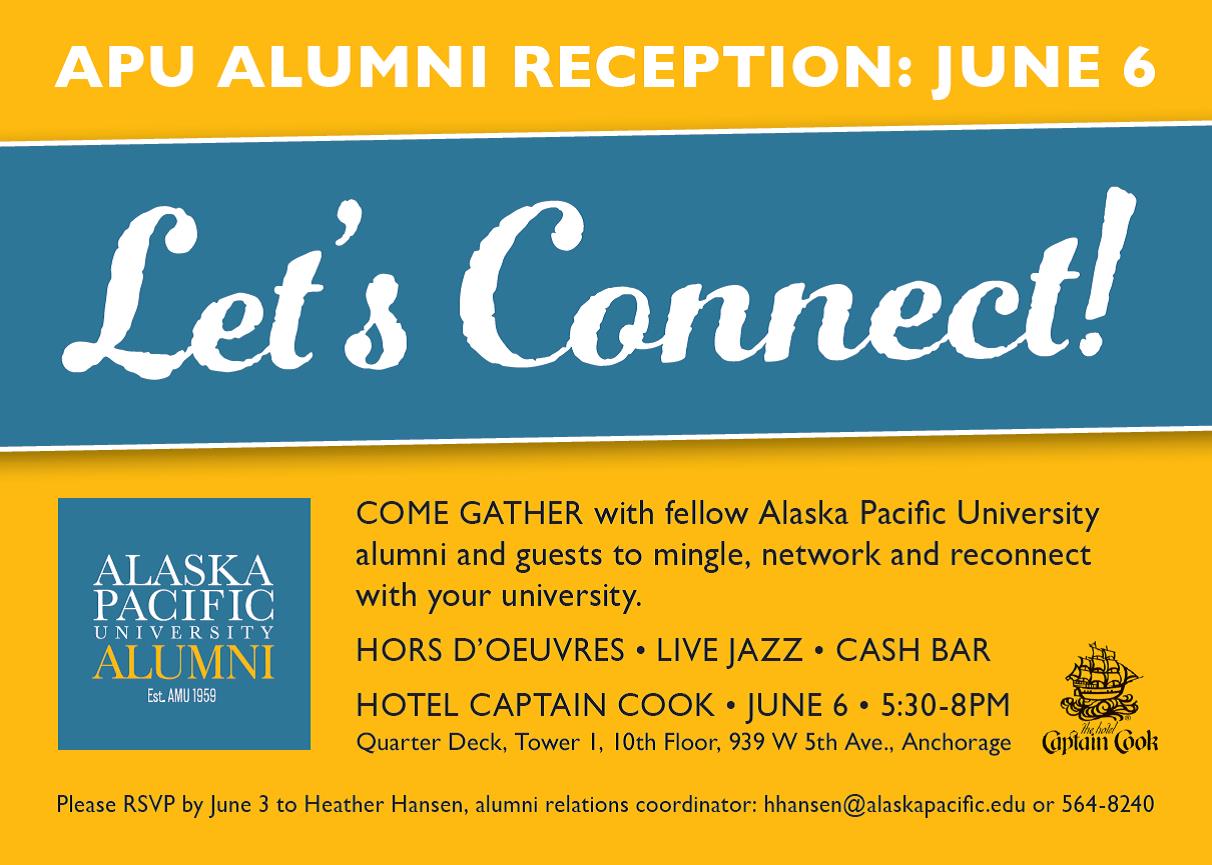 APU ALUMNI RECEPTION: JUNE 6
Let's Connect!
ALASKA
PACIFIC
UNIVERSITY
ALUMNI
Est. AMU 1959
COME GATHER with fellow Alaska Pacific University
alumni and guests to mingle, network and reconnect
with your university.
HORS D'OEUVRES • LIVE JAZZ • CASH BAR
HOTEL CAPTAIN COOK • JUNE 6 • 5:30-8PM
Quarter Deck, Tower 1, 10th Floor, 939 W 5th Ave., Anchorage
®
the hotel
Captain Cook
Please RSVP by June 3 to Heather Hansen, alumni relations coordinator: hhansen@alaskapacific.edu or 564-8240